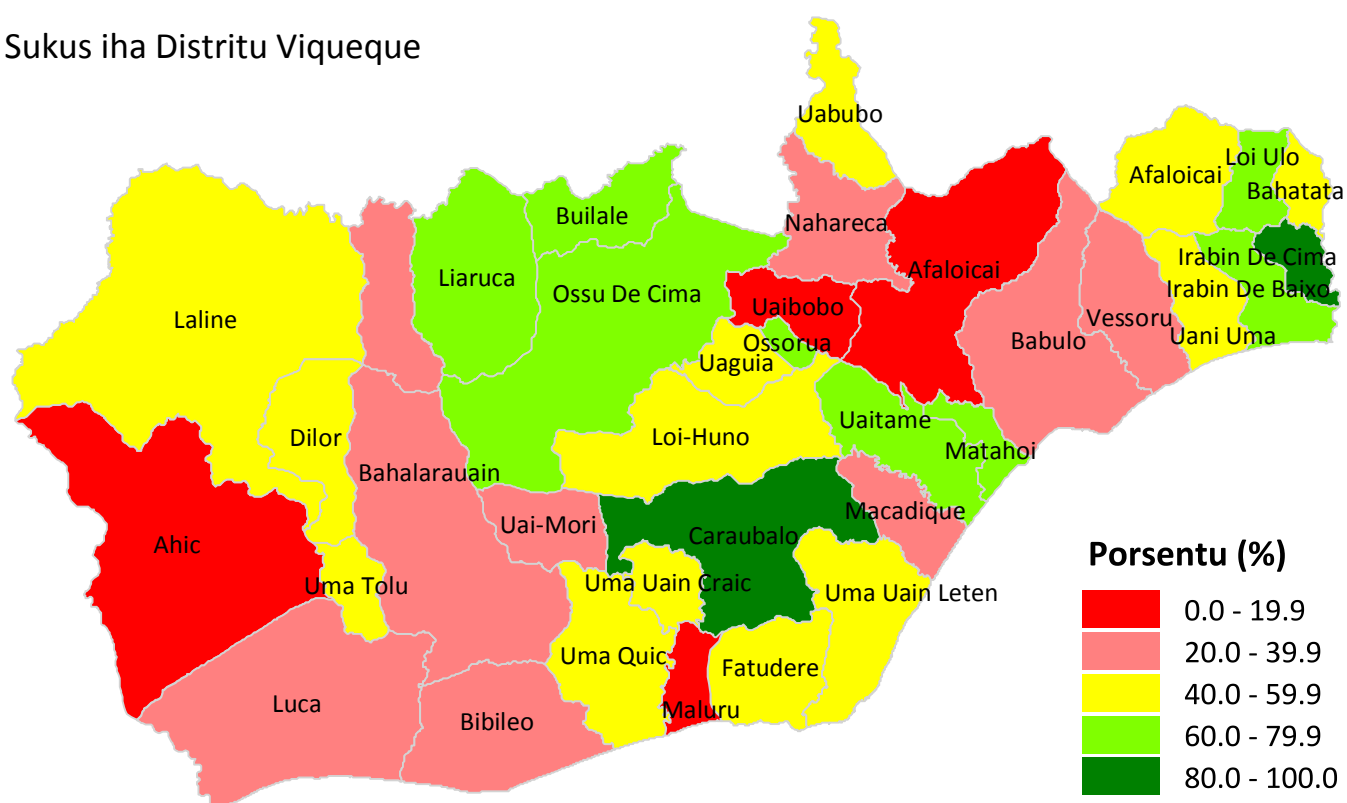 Sukus iha Distritu Viqueque
Uabubo
Loi Ulo
Afaloicai
Bahatata
Nahareca
Builale
Irabin De Cima
Afaloicai
Liaruca
Irabin De Baixo
Ossu De Cima
Uaibobo
Laline
Vessoru
Uani Uma
Babulo
Ossorua
Uaguia
Uaitame
Dilor
Loi-Huno
Matahoi
Bahalarauain
Macadique
Uai-Mori
Caraubalo
Ahic
Uma Tolu
Uma Uain Craic
Uma Uain Leten
Uma Quic
Fatudere
Luca
Maluru
Bibileo
Porsentu (%)
0.0 - 19.9
20.0 - 39.9
40.0 - 59.9
60.0 - 79.9
80.0 - 100.0